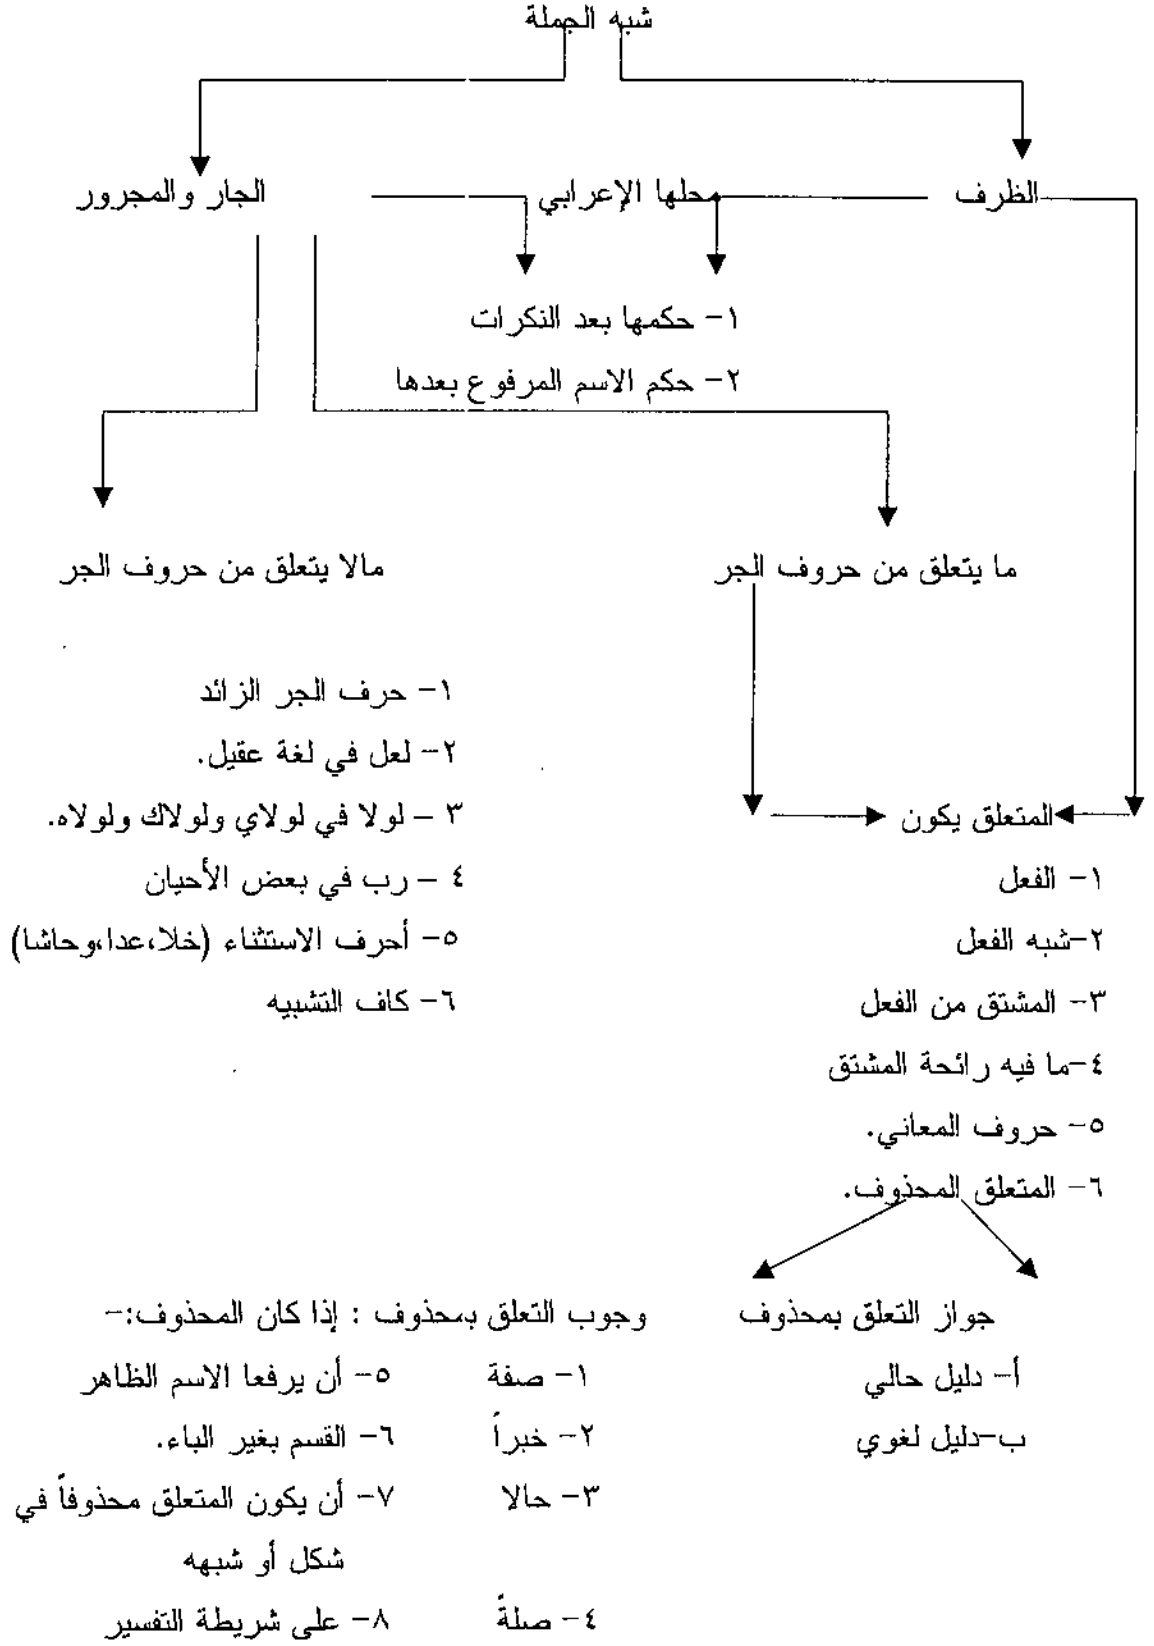 شبه الجملة
الظرف
محلها الإعرابي
الجار والمجرور
١- حكمها بعد النكرات
٢- حكم الاسم المرفوع بعدها
ما يتعلق من حروف الجر
مالا يتعلق من حروف الجر
١- حرف الجر الزائد
٢- لعل في لغة عقيل.
٣ – لولا في لولاي ولولاك ولولاه.
٤ – رب في بعض الأحيان
٥- أحرف الاستثناء (خلا،عدا،وحاشا)
٦- كاف التشبيه
المتعلق يكون
١- الفعل
٢-شبه الفعل
٣- المشتق من الفعل
٤-ما فيه رائحة المشتق
٥- حروف المعاني.
٦- المتعلق المحذوف.
جواز التعلق بمحذوف
أ- دليل حالي
ب-دليل لغوي
وجوب التعلق بمحذوف : إذا كان المحذوف:-
١- صفة
٢- خبراً
٣- حالا
٤- صلةً
٥- أن يرفعا الاسم الظاهر
٦- القسم بغير الباء.
٧- أن يكون المتعلق محذوفاً في
شكل أو شبهه
٨- على شريطة التفسير